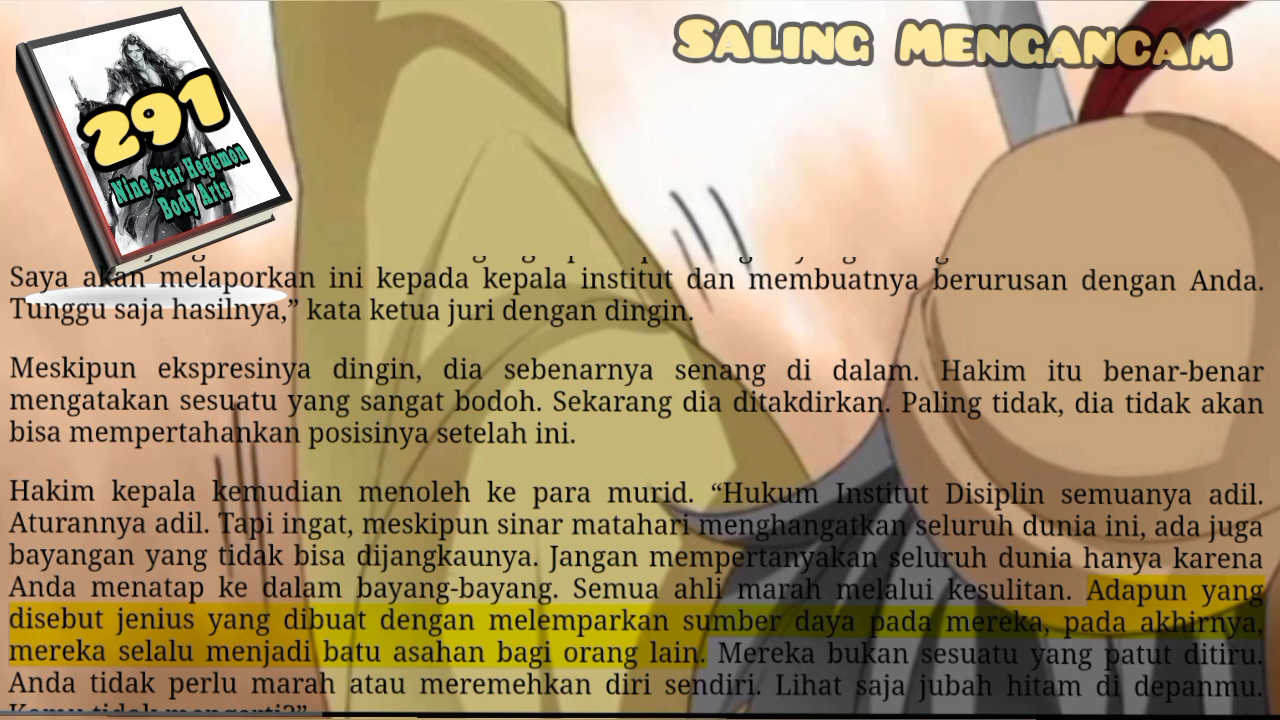 SALING MENGANCAM
291
Nine Star Hegemon
Body Arts
Saya akan melaporkan ini kepada kepala institut dan membuatnya berurusan dengan Anda.
Tunggu saja hasilnya,” kata ketua juri dengan dingin.
Meskipun ekspresinya dingin, dia sebenarnya senang di dalam. Hakim itu benar-benar
mengatakan sesuatu yang sangat bodoh. Sekarang dia ditakdirkan. Paling tidak, dia tidak akan
bisa mempertahankan posisinya setelah ini.
Hakim kepala kemudian menoleh ke para murid. “Hukum Institut Disiplin semuanya adil.
Aturannya adil. Tapi ingat, meskipun sinar matahari menghangatkan seluruh dunia ini, ada juga
bayangan yang tidak bisa dijangkaunya. Jangan mempertanyakan seluruh dunia hanya karena
Anda menatap ke dalam bayang-bayang. Semua ahli marah melalui kesulitan. Adapun yang
disebut jenius yang dibuat dengan melemparkan sumber daya pada mereka, pada akhirnya,
mereka selalu menjadi batu asahan bagi orang lain. Mereka bukan sesuatu yang patut ditiru.
Anda tidak perlu marah atau meremehkan diri sendiri. Lihat saja jubah hitam di depanmu.
Kamu tidak mengerti?”